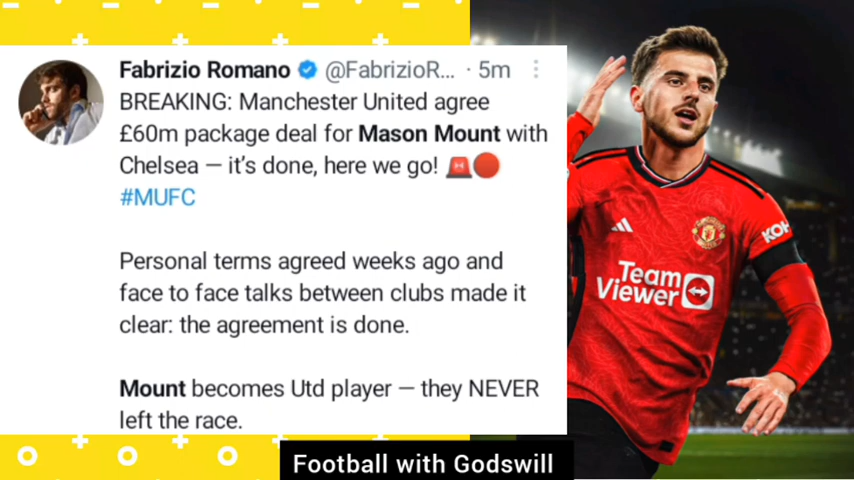 Fabrizio Romano @FabrizioR... · 5m
BREAKING: Manchester United agree
£60m package deal for Mason Mount with
Chelsea — it's done, here we go! 🚨🔴
#MUFC
Personal terms agreed weeks ago and
face to face talks between clubs made it
clear: the agreement is done.
Mount becomes Utd player — they NEVER
left the race.
KOH
Team
Viewer
Football with Godswill